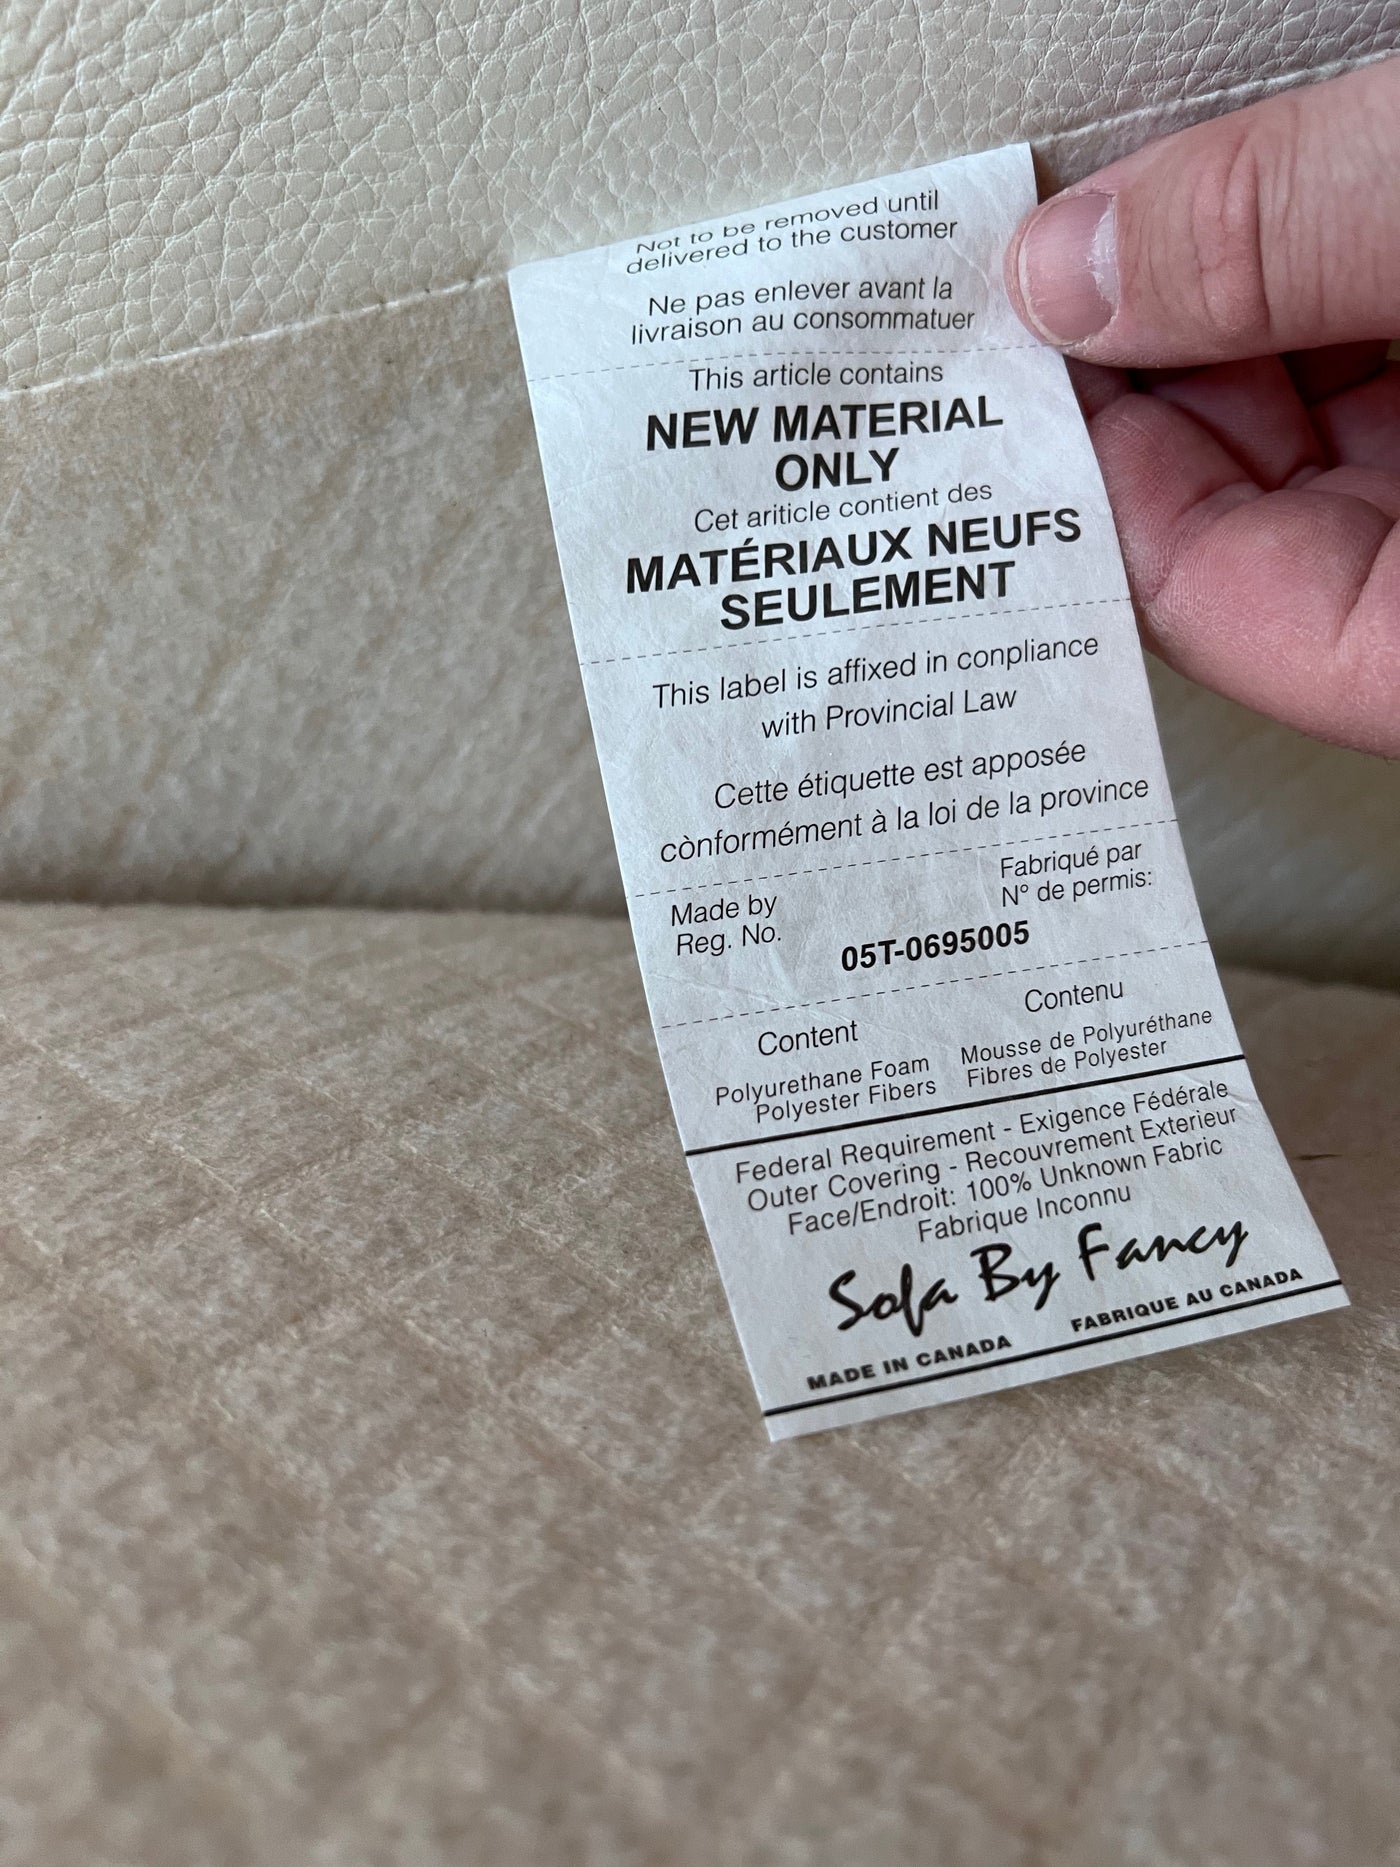 Not to be removed until
delivered to the customer
Ne pas enlever avant la
livraison au consommatuer
This article contains
NEW MATERIAL
ONLY
Cet ariticle contient des
MATÉRIAUX NEUFS
SEULEMENT
This label is affixed in conpliance
with Provincial Law
Cette étiquette est apposée
cònformément à la loi de la province
Made by
Reg. No.
Fabriqué par
N° de permis:
05T-0695005
Content
Polyurethane Foam
Polyester Fibers
Contenu
Mousse de Polyuréthane
Fibres de Polyester
Federal Requirement - Exigence Fédérale
Outer Covering - Recouvrement Exterieur
Face/Endroit: 100% Unknown Fabric
Fabrique Inconnu
Sofa By Fancy
MADE IN CANADA FABRIQUE AU CANADA